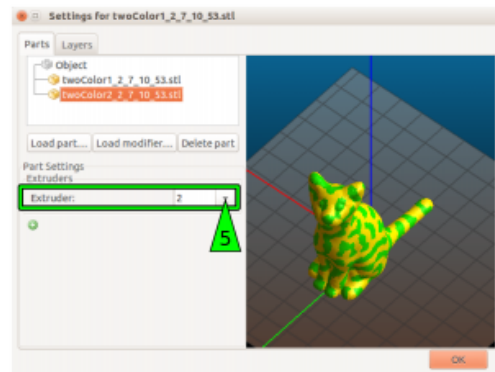 Settings for twoColor1_2_7_10_53.stl
Parts Layers
Object
twoColor1_2_7_10_53.stl
twoColor2_2_7_10_53.stl
Load part... Load modifier... Delete part
Part Settings
Extruders
Extruder: 2
5
OK